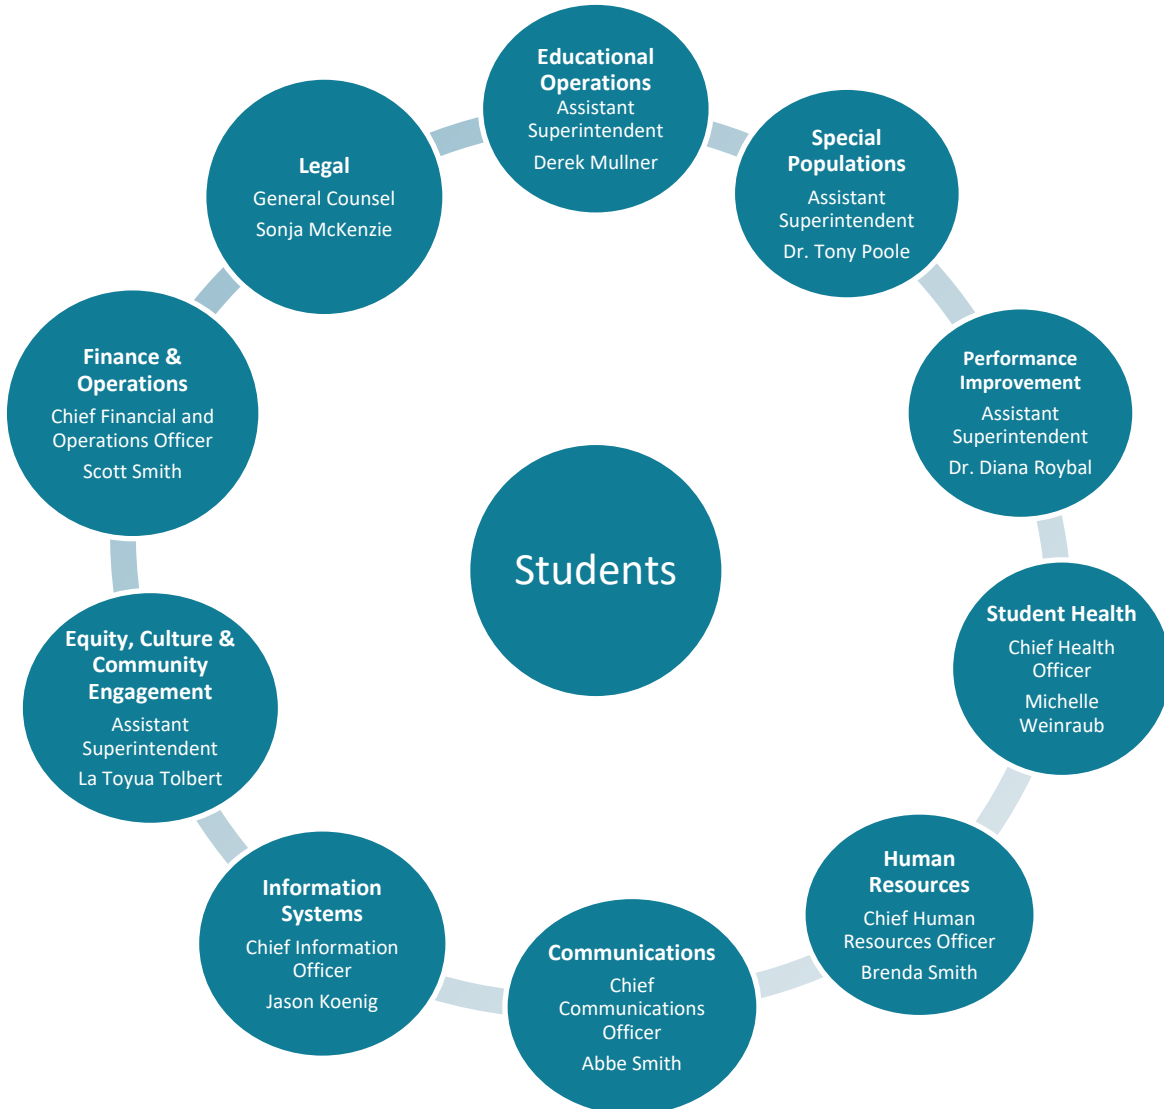 Educational
Operations
Assistant
Superintendent
Derek Mullner
Special
Populations
Assistant
Superintendent
Dr. Tony Poole
Performance
Improvement
Assistant
Superintendent
Dr. Diana Roybal
Student Health
Chief Health
Officer
Michelle
Weinraub
Human
Resources
Chief Human
Resources Officer
Brenda Smith
Communications
Chief
Communications
Officer
Abbe Smith
Information
Systems
Chief Information
Officer
Jason Koenig
Equity, Culture &
Community
Engagement
Assistant
Superintendent
La Toyua Tolbert
Finance &
Operations
Chief Financial and
Operations Officer
Scott Smith
Legal
General Counsel
Sonja McKenzie
Students